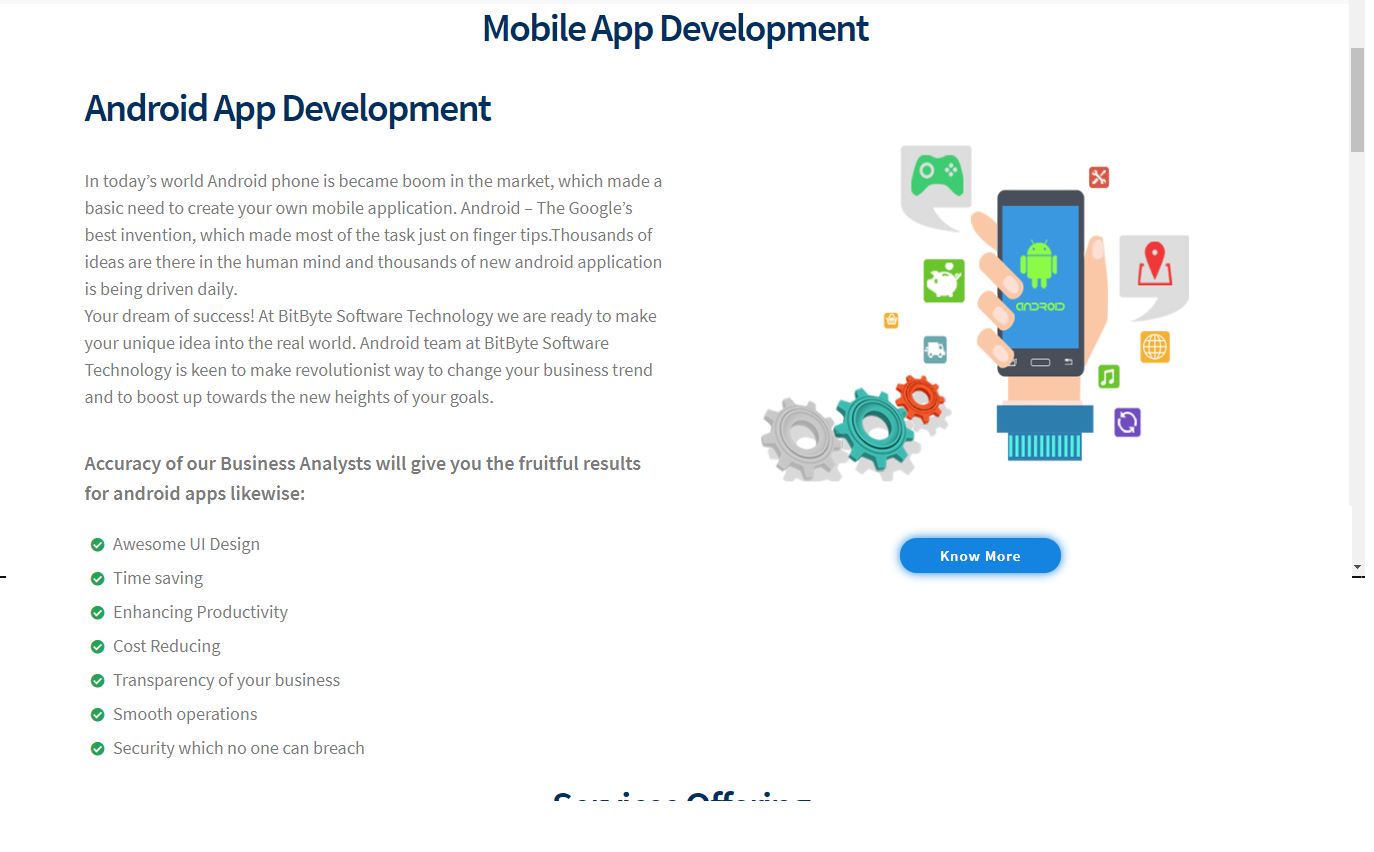 Mobile App Development
Android App Development
In today’s world Android phone is became boom in the market, which made a
basic need to create your own mobile application. Android – The Google’s
best invention, which made most of the task just on finger tips.Thousands of
ideas are there in the human mind and thousands of new android application
is being driven daily.
Your dream of success! At BitByte Software Technology we are ready to make
your unique idea into the real world. Android team at BitByte Software
Technology is keen to make revolutionist way to change your business trend
and to boost up towards the new heights of your goals.
Accuracy of our Business Analysts will give you the fruitful results
for android apps likewise:
Awesome UI Design
Time saving
Enhancing Productivity
Cost Reducing
Transparency of your business
Smooth operations
Security which no one can breach
ANDROID
Know More
Services Offering